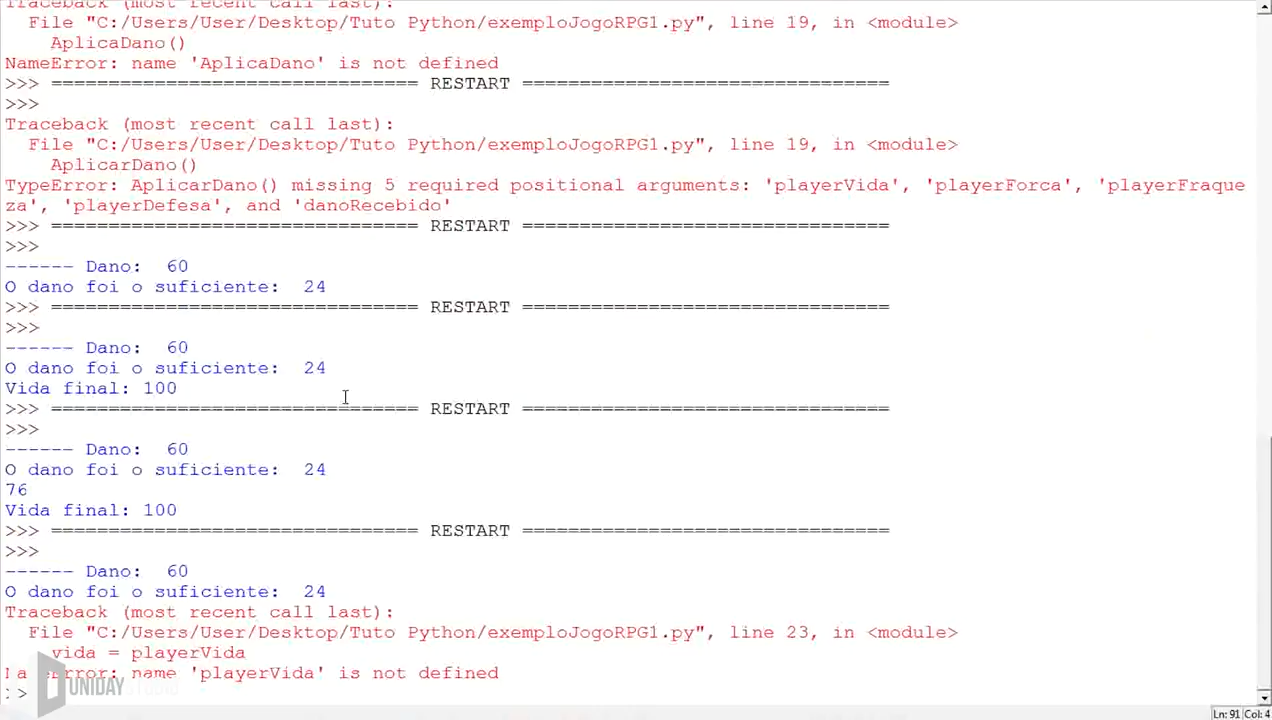 Traceback (most recent call last):
File "C:/Users/User/Desktop/Tuto Python/exemploJogoRPG1.py", line 19, in <module>
AplicaDano()
NameError: name 'AplicaDano' is not defined
>>> ================================ RESTART ================================
>>>
Traceback (most recent call last):
File "C:/Users/User/Desktop/Tuto Python/exemploJogoRPG1.py", line 19, in <module>
AplicarDano()
TypeError: AplicarDano() missing 5 required positional arguments: 'playerVida', 'playerForca', 'playerFraque
za', 'playerDefesa', and 'danoRecebido'
>>> ================================ RESTART ================================
>>>
------ Dano:  60
O dano foi o suficiente:  24
>>> ================================ RESTART ================================
>>>
------ Dano:  60
O dano foi o suficiente:  24
Vida final: 100
>>> ================================ RESTART ================================
>>>
------ Dano:  60
O dano foi o suficiente:  24
76
Vida final: 100
>>> ================================ RESTART ================================
>>>
------ Dano:  60
O dano foi o suficiente:  24
Traceback (most recent call last):
File "C:/Users/User/Desktop/Tuto Python/exemploJogoRPG1.py", line 23, in <module>
vida = playerVida
NameError: name 'playerVida' is not defined
>>>
UNIDAY STUDIO
Ln: 91 Col: 4